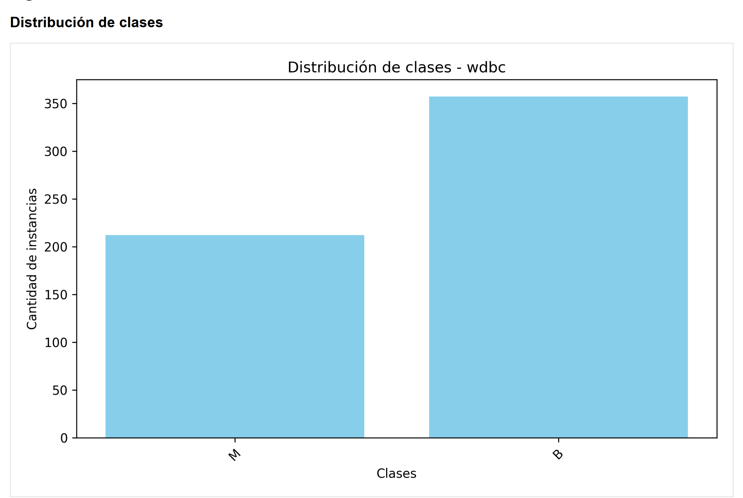 Distribución de clases
Distribución de clases - wdbc
Cantidad de instancias
350
300
250
200
150
100
50
0
M
B
Clases